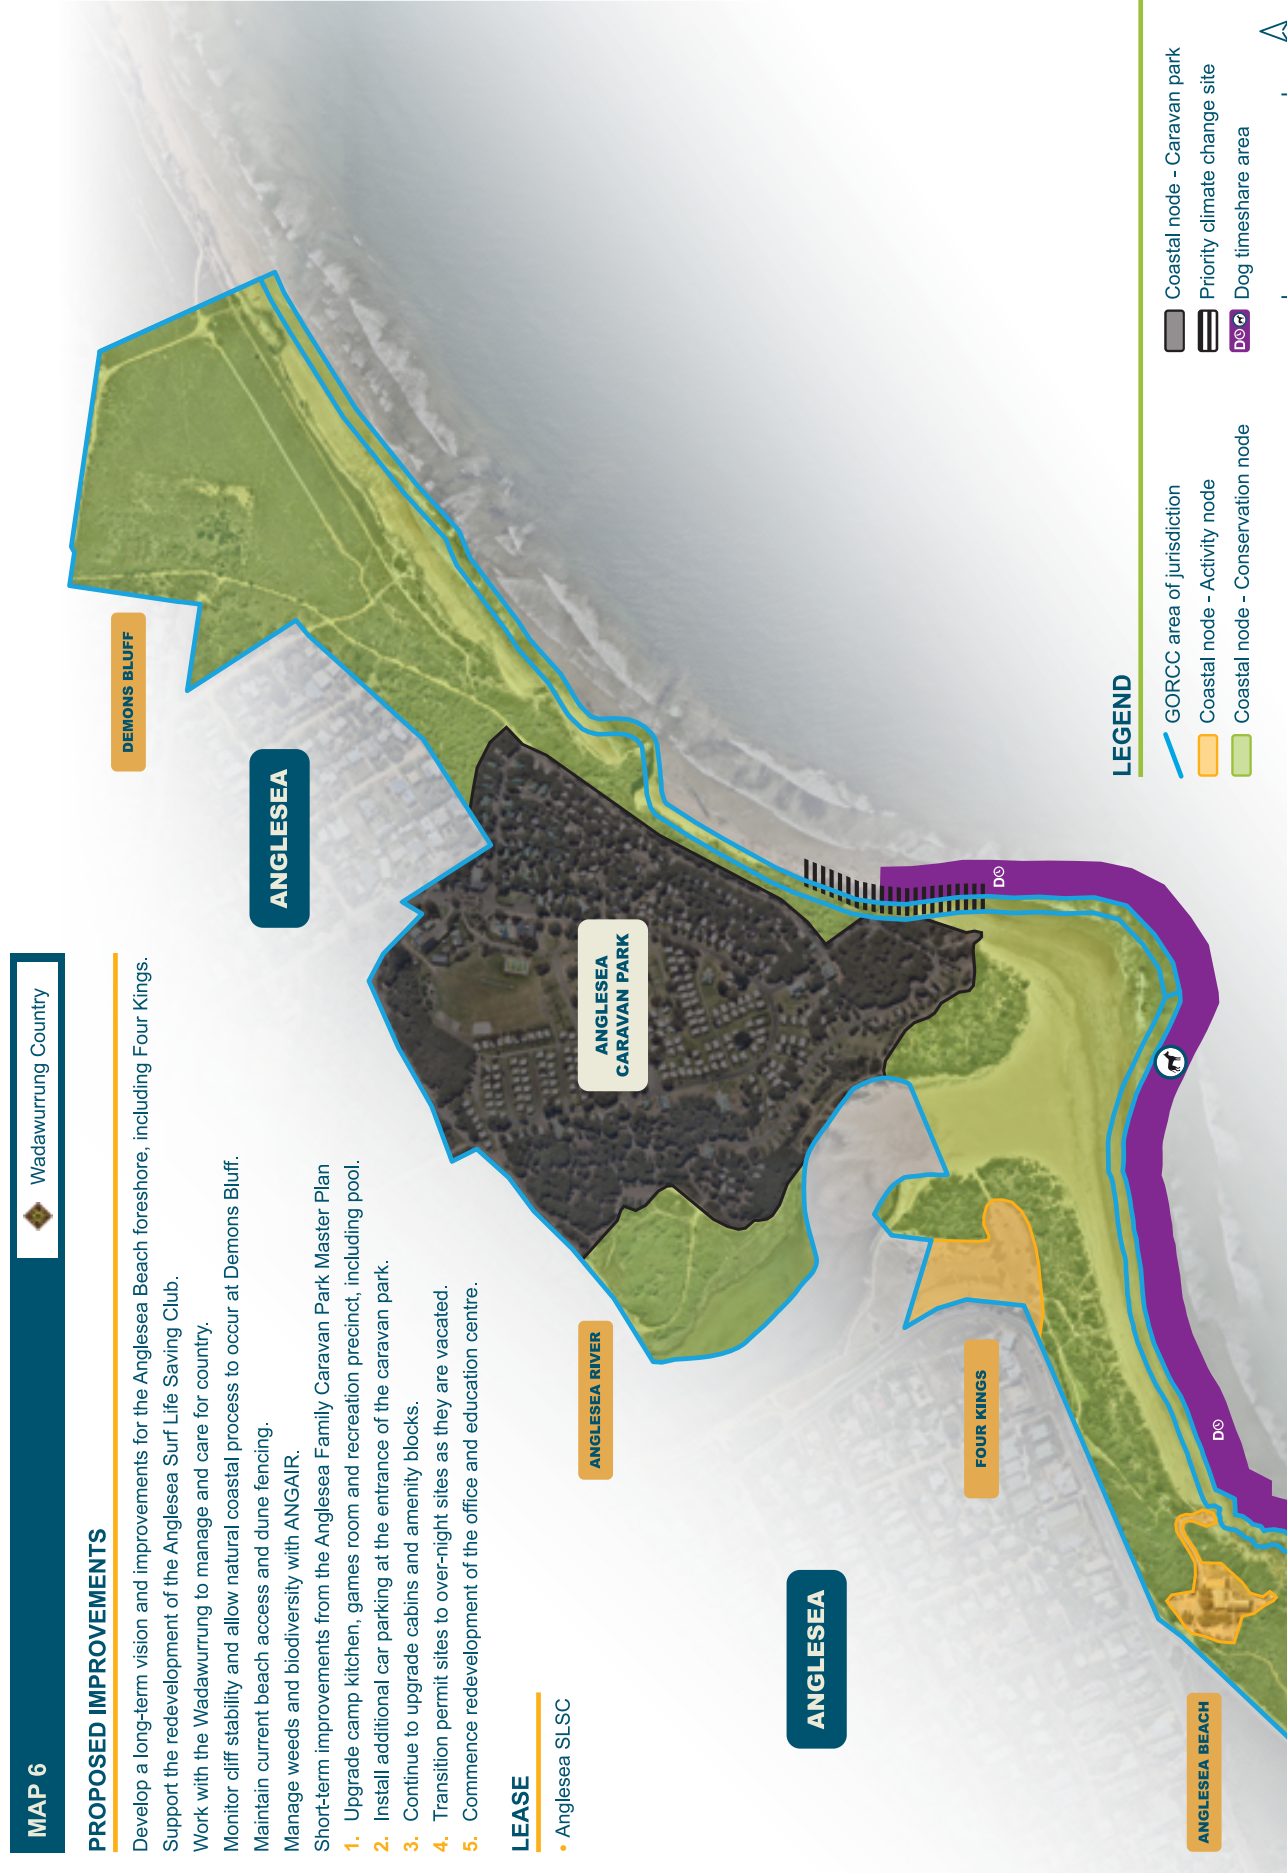 MAP 6
Wadawurrung Country
PROPOSED IMPROVEMENTS
Develop a long-term vision and improvements for the Anglesea Beach foreshore, including Four Kings.
Support the redevelopment of the Anglesea Surf Life Saving Club.
Work with the Wadawurrung to manage and care for country.
Monitor cliff stability and allow natural coastal process to occur at Demons Bluff.
Maintain current beach access and dune fencing.
Manage weeds and biodiversity with ANGAIR.
Short-term improvements from the Anglesea Family Caravan Park Master Plan
1. Upgrade camp kitchen, games room and recreation precinct, including pool.
2. Install additional car parking at the entrance of the caravan park.
3. Continue to upgrade cabins and amenity blocks.
4. Transition permit sites to over-night sites as they are vacated.
5. Commence redevelopment of the office and education centre.
LEASE
• Anglesea SLSC
DEMONS BLUFF
ANGLESEA
ANGLESEA
CARAVAN PARK
ANGLESEA RIVER
FOUR KINGS
ANGLESEA
ANGLESEA BEACH
D
D
LEGEND
GORCC area of jurisdiction
Coastal node - Activity node
Coastal node - Conservation node
Coastal node - Caravan park
Priority climate change site
D
Dog timeshare area